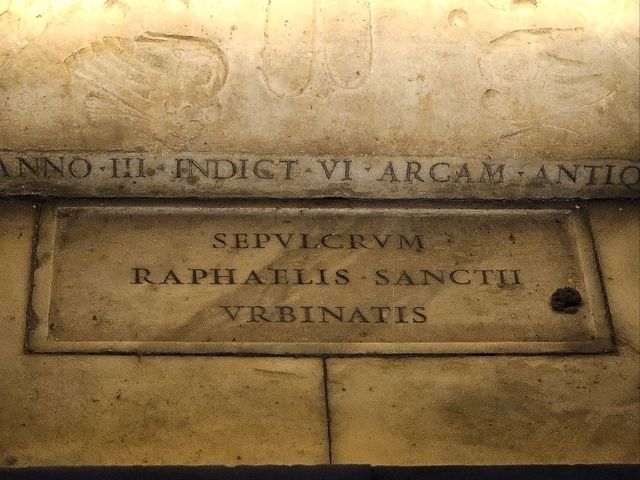 ANNO · III · INDICT · VI · ARCAM · ANTIQ
SEPVLCRVM
RAPHAELIS · SANCTII
VRBINATIS